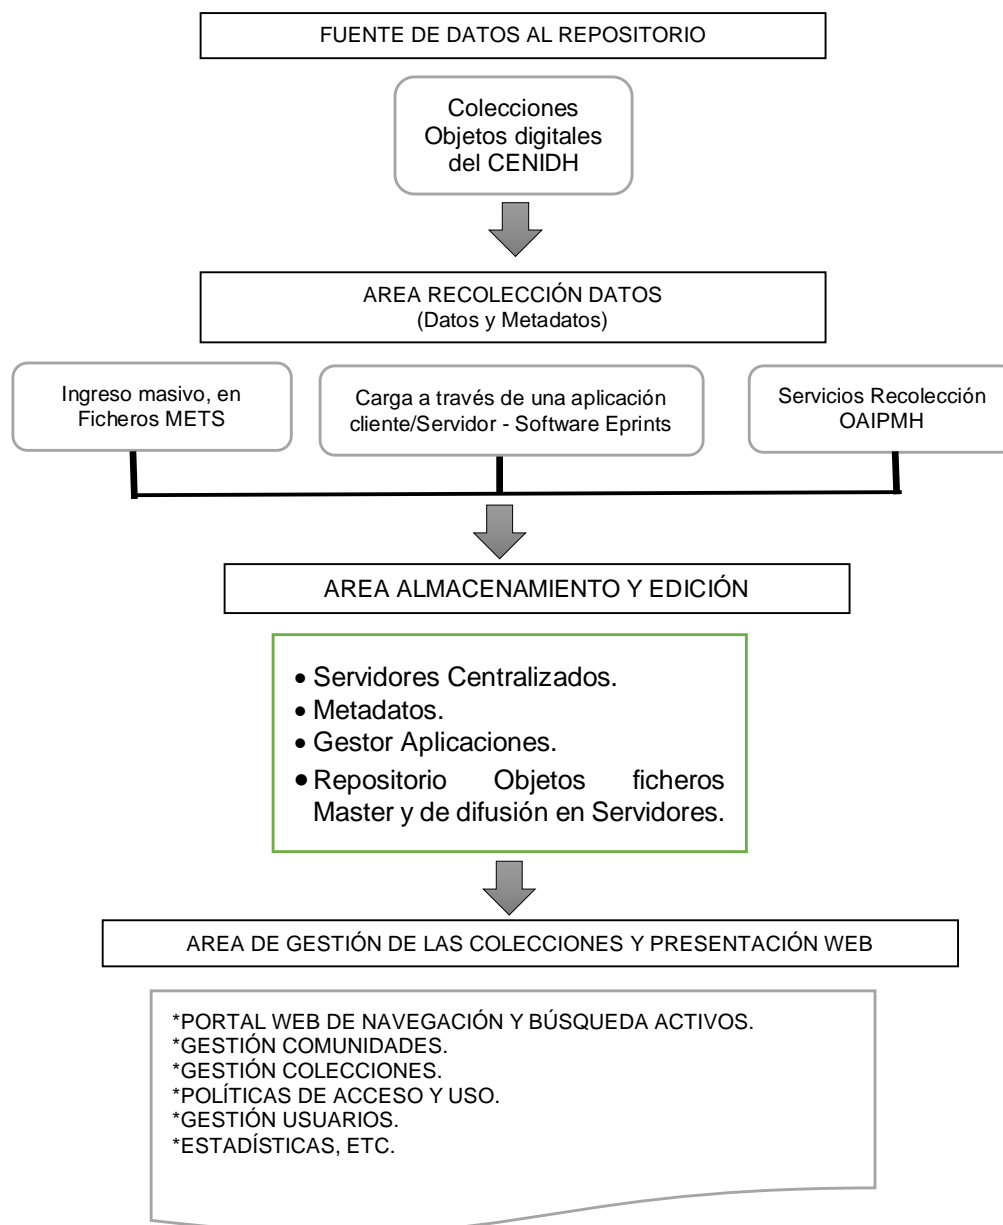 FUENTE DE DATOS AL REPOSITORIO
Colecciones
Objetos digitales
del CENIDH
AREA RECOLECCIÓN DATOS
(Datos y Metadatos)
Ingreso masivo, en
Ficheros METS
Carga a través de una aplicación
cliente/Servidor - Software Eprints
Servicios Recolección
OAIPMH
AREA ALMACENAMIENTO Y EDICIÓN
• Servidores Centralizados.
• Metadatos.
• Gestor Aplicaciones.
• Repositorio Objetos ficheros
Master y de difusión en Servidores.
AREA DE GESTIÓN DE LAS COLECCIONES Y PRESENTACIÓN WEB
*PORTAL WEB DE NAVEGACIÓN Y BÚSQUEDA ACTIVOS.
*GESTIÓN COMUNIDADES.
*GESTIÓN COLECCIONES.
*POLÍTICAS DE ACCESO Y USO.
*GESTIÓN USUARIOS.
*ESTADÍSTICAS, ETC.